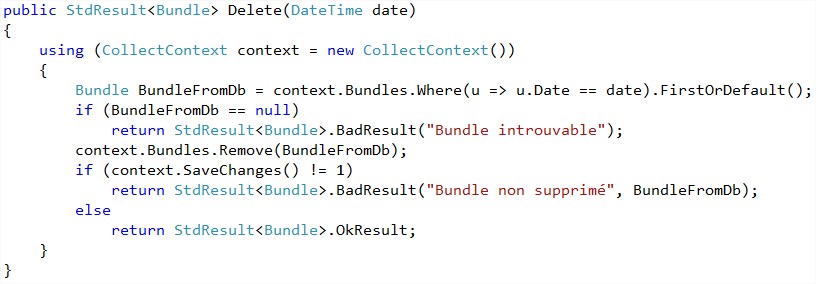 public StdResult<Bundle> Delete(DateTime date)
{
    using (CollectContext context = new CollectContext())
    {
        Bundle BundleFromDb = context.Bundles.Where(u => u.Date == date).FirstOrDefault();
        if (BundleFromDb == null)
            return StdResult<Bundle>.BadResult("Bundle introuvable");
        context.Bundles.Remove(BundleFromDb);
        if (context.SaveChanges() != 1)
            return StdResult<Bundle>.BadResult("Bundle non supprimé", BundleFromDb);
        else
            return StdResult<Bundle>.OkResult;
    }
}